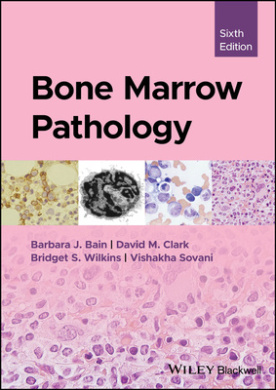 Sixth
Edition
Bone Marrow
Pathology
Barbara J. Bain | David M. Clark
Bridget S. Wilkins | Vishakha Sovani
WILEY Blackwell